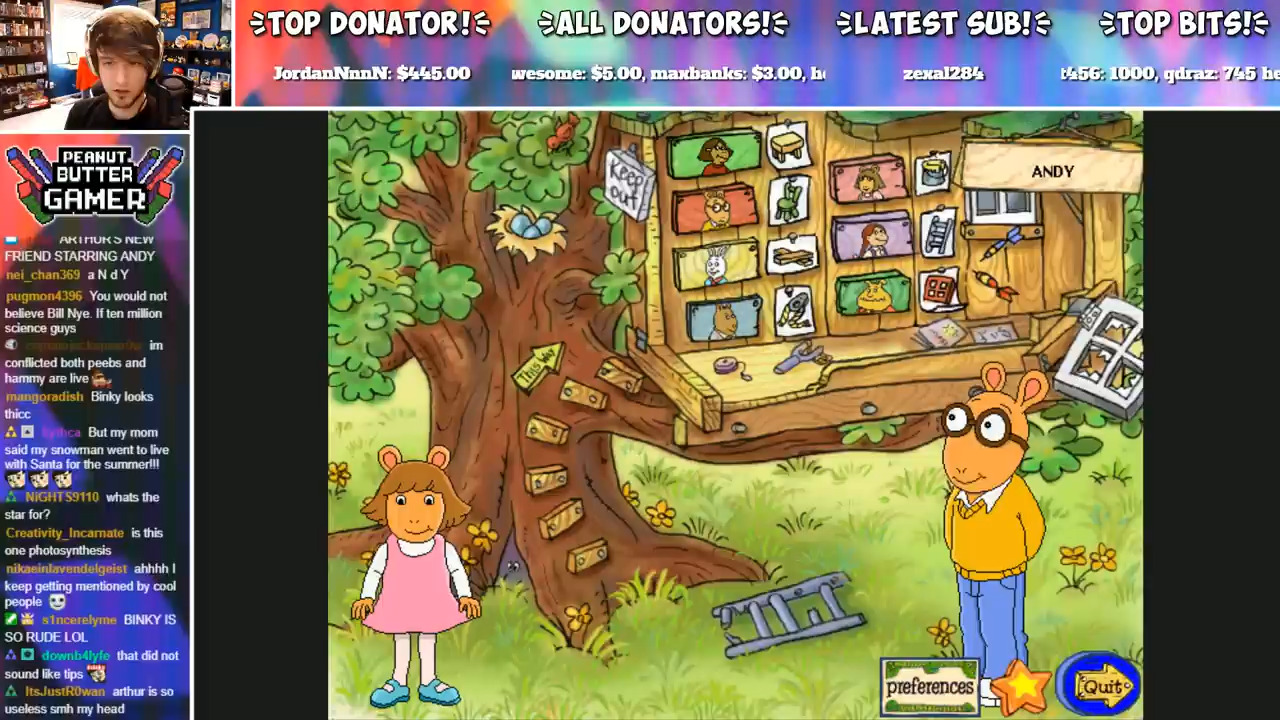 TOP DONATOR!
ALL DONATORS!
LATEST SUB!
TOP BITS!
JordanNnnN: $445.00
wesome: $5.00, maxbanks: $3.00,
zexal284
1000, qdraz: 745
PEANUT
BUTTER
GAMER
ARTHUR'S NEW
FRIEND STARRING ANDY
nei_chan369 a N d Y
pugmon4396 You would not
believe Bill Nye. If ten million
science guys
im
conflicted both peebs and
hammy are live
mangoradish Binky looks
thicc
But my mom
said my snowman went to live
with Santa for the summer!!!
NiGHTS9110 whats the
star for?
Creativity_Incarnate is this
one photosynthesis
nikaeinlavendelgeist ahhhh I
keep getting mentioned by cool
people
s1ncerelyme BINKY IS
SO RUDE LOL
downb4lyfe that did not
sound like tips
ItsJustR0wan arthur is so
useless smh my head
Keep
out!
ANDY
This way
preferences
Quit